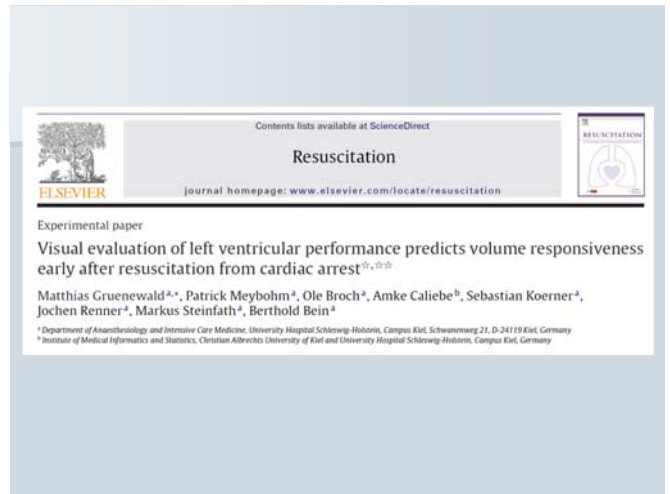 Contents lists available at ScienceDirect
Resuscitation
journal homepage: www.elsevier.com/locate/resuscitation
ELSEVIER
RESUSCITATION
Experimental paper
Visual evaluation of left ventricular performance predicts volume responsiveness
early after resuscitation from cardiac arrest☆,☆☆
Matthias Gruenewald a,*, Patrick Meybohm a, Ole Broch a, Amke Caliebe b, Sebastian Koerner a,
Jochen Renner a, Markus Steinfath a, Berthold Bein a
a Department of Anaesthesiology and Intensive Care Medicine, University Hospital Schleswig-Holstein, Campus Kiel, Schwanenweg 21, D-24119 Kiel, Germany
b Institute of Medical Informatics and Statistics, Christian Albrechts University of Kiel and University Hospital Schleswig-Holstein, Campus Kiel, Germany